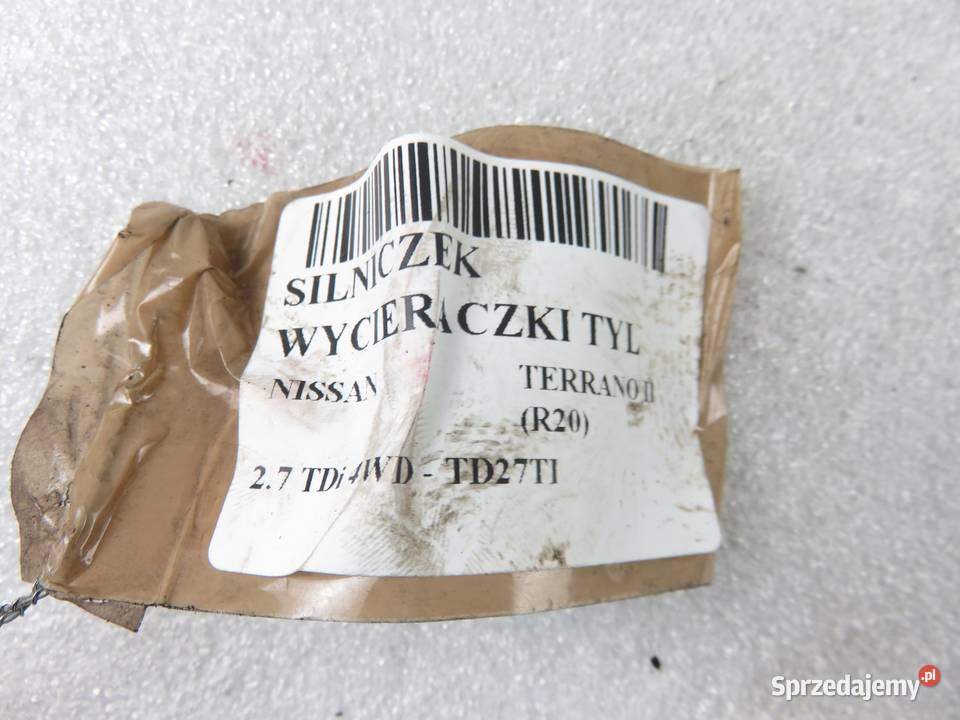 SILNICZEK
WYCIERACZKI TYL
NISSAN TERRANO II
(R20)
2.7 TDi 4WD - TD27TI
Sprzedajemy.pl